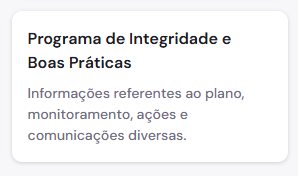 Programa de Integridade e
Boas Práticas
Informações referentes ao plano,
monitoramento, ações e
comunicações diversas.